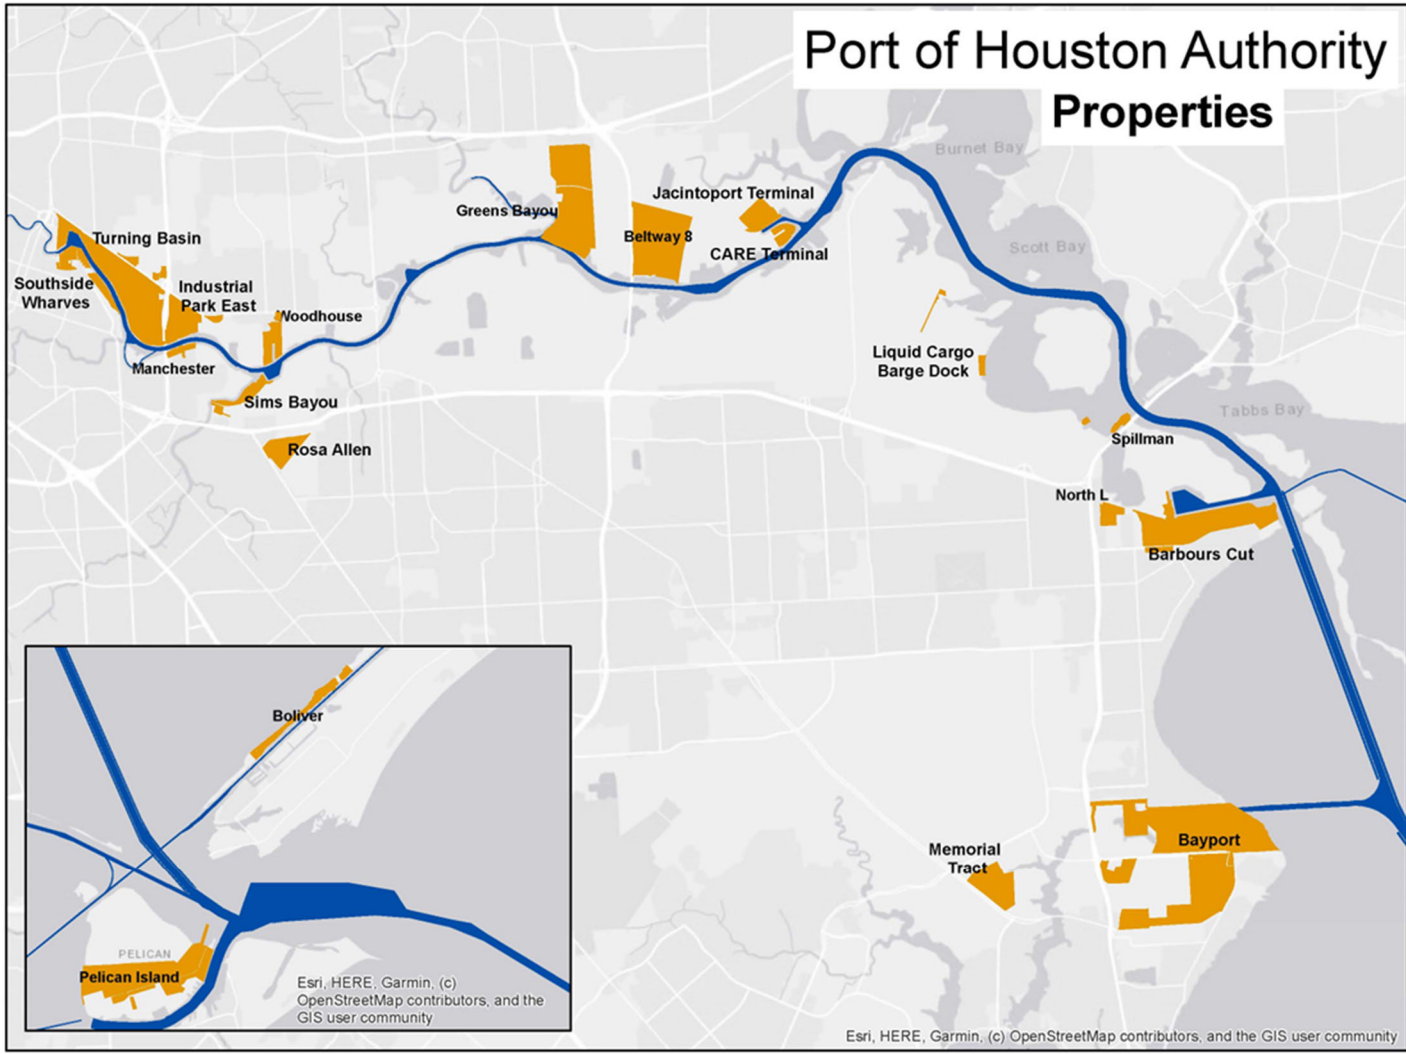 Port of Houston Authority
Properties
Burnet Bay
Jacintoport Terminal
Greens Bayou
Beltway 8
Turning Basin
CARE Terminal
Scott Bay
Southside
Wharves
Industrial
Park East
Woodhouse
Liquid Cargo
Barge Dock
Manchester
Sims Bayou
Tabbs Bay
Spillman
Rosa Allen
North L
Barbours Cut
Boliver
Bayport
Memorial
Tract
PELICAN
Pelican Island
Esri, HERE, Garmin, (c)
OpenStreetMap contributors, and the
GIS user community
Esri, HERE, Garmin, (c) OpenStreetMap contributors, and the GIS user community